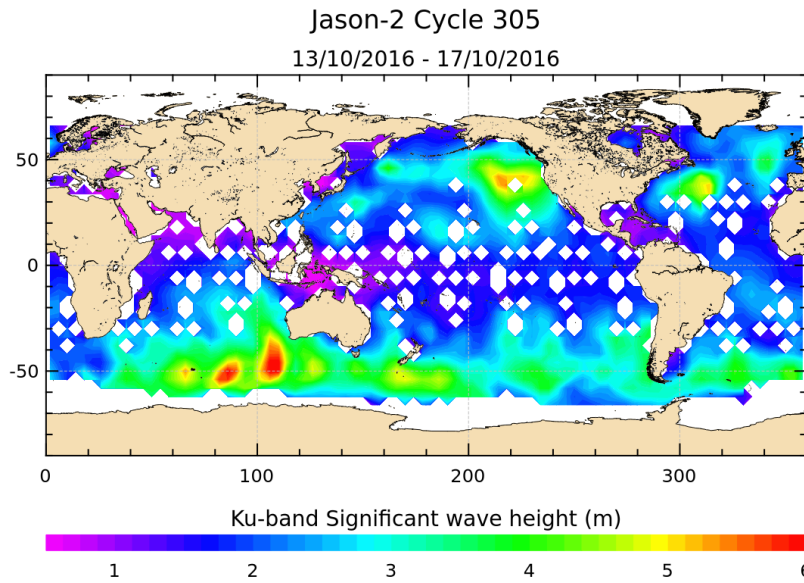 Jason-2 Cycle 305
13/10/2016 - 17/10/2016
50
0
-50
0 100 200 300
Ku-band Significant wave height (m)
1 2 3 4 5 6